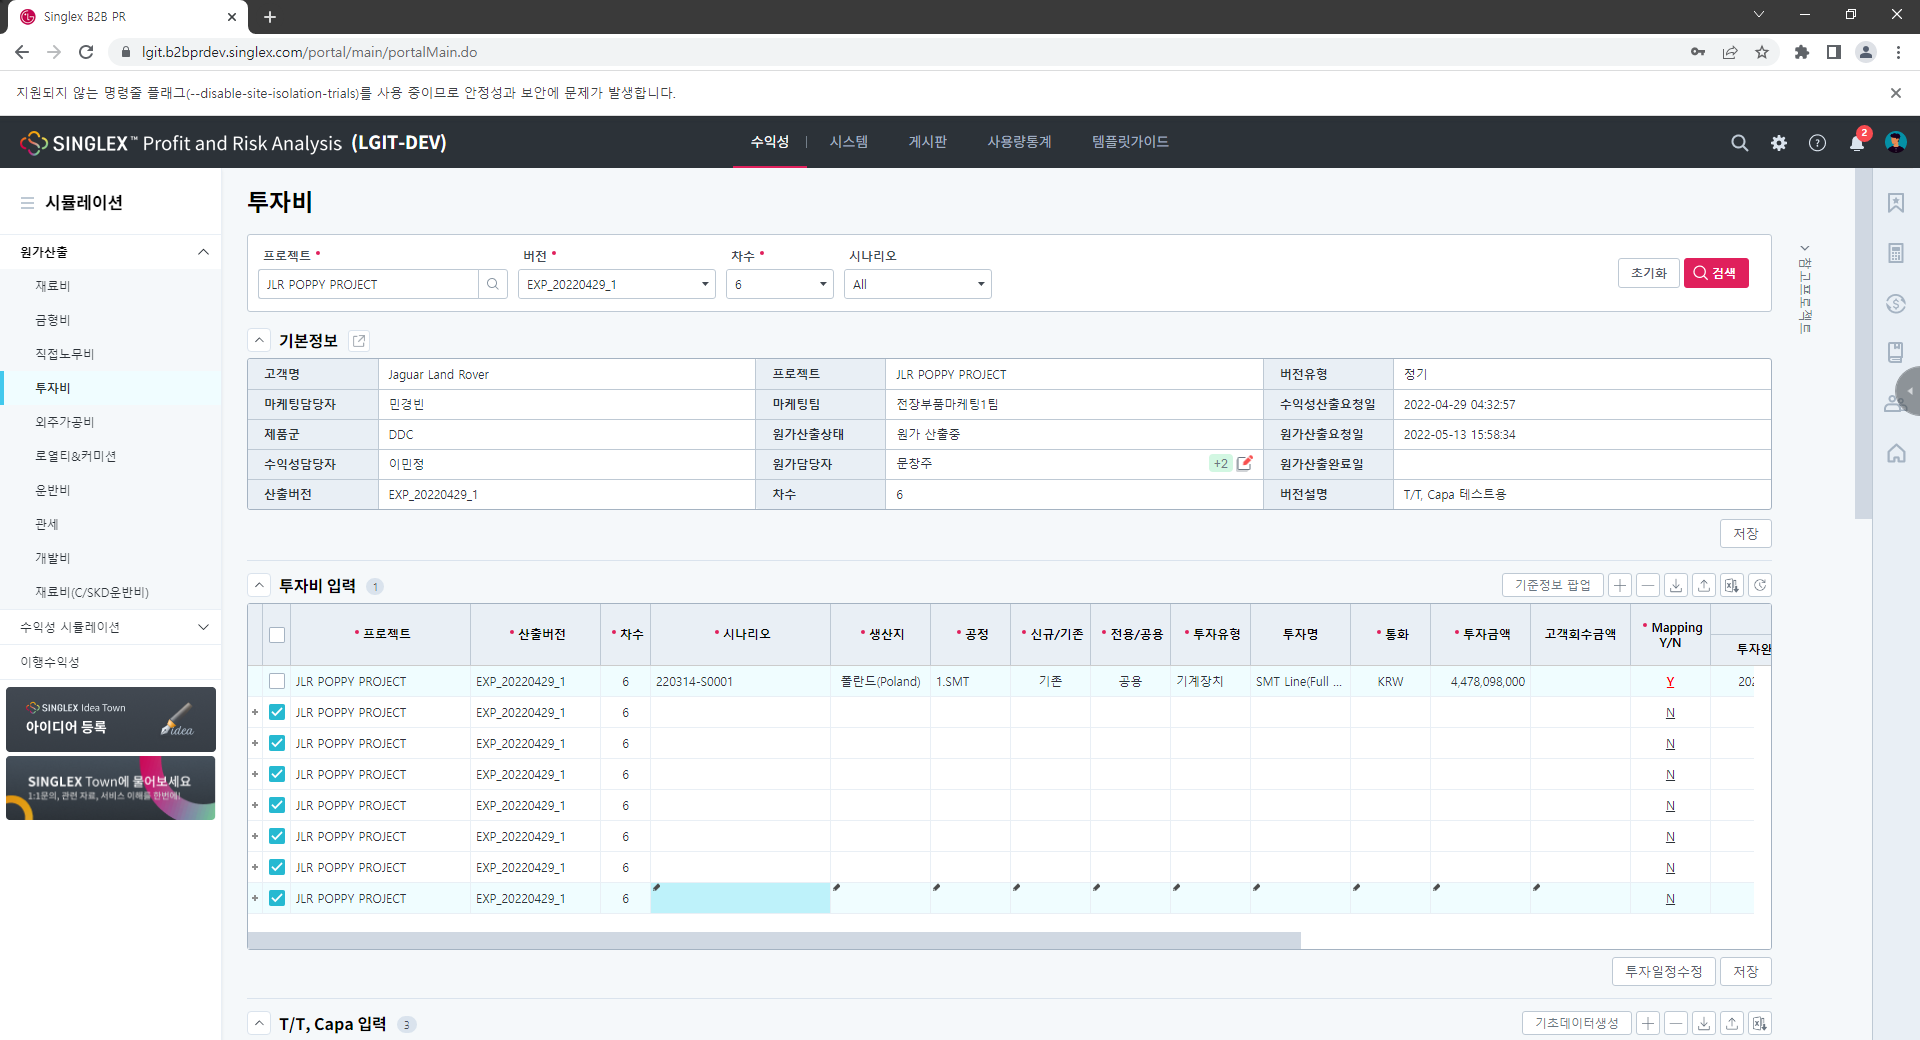 Singlex B2B PR
lgit.b2bprdev.singlex.com/portal/main/portalMain.do
지원되지 않는 명령줄 플래그(--disable-site-isolation-trials)를 사용 중이므로 안정성과 보안에 문제가 발생합니다.
SINGLEX™ Profit and Risk Analysis (LGIT-DEV)
수익성 시스템 게시판 사용량통계 템플릿가이드
2
시뮬레이션
원가산출
재료비
금형비
직접노무비
투자비
외주가공비
로열티&커미션
운반비
관세
개발비
재료비(C/SKD운반비)
수익성 시뮬레이션
이행수익성
SINGLEX Idea Town
아이디어 등록
idea
SINGLEX Town에 물어보세요
1:1문의, 관련 자료, 서비스 이해를 한번에!
투자비
프로젝트 * 버전 * 차수 * 시나리오
JLR POPPY PROJECT EXP_20220429_1 6 All
초기화 검색
참고프로젝트
기본정보
고객명 Jaguar Land Rover 프로젝트 JLR POPPY PROJECT 버전유형 정기
마케팅담당자 민경빈 마케팅팀 전장부품마케팅1팀 수익성산출요청일 2022-04-29 04:32:57
제품군 DDC 원가산출상태 원가 산출중 원가산출요청일 2022-05-13 15:58:34
수익성담당자 이민정 원가담당자 문창주 +2 원가산출완료일
산출버전 EXP_20220429_1 차수 6 버전설명 T/T, Capa 테스트용
저장
투자비 입력 1
기준정보 팝업
* 프로젝트 * 산출버전 * 차수 * 시나리오 * 생산지 * 공정 * 신규/기존 * 전용/공용 * 투자유형 투자명 * 통화 * 투자금액 고객회수금액 * Mapping Y/N 투자완
JLR POPPY PROJECT EXP_20220429_1 6 220314-S0001 폴란드(Poland) 1.SMT 기존 공용 기계장치 SMT Line(Full ... KRW 4,478,098,000 Y 202
JLR POPPY PROJECT EXP_20220429_1 6 N
JLR POPPY PROJECT EXP_20220429_1 6 N
JLR POPPY PROJECT EXP_20220429_1 6 N
JLR POPPY PROJECT EXP_20220429_1 6 N
JLR POPPY PROJECT EXP_20220429_1 6 N
JLR POPPY PROJECT EXP_20220429_1 6 N
JLR POPPY PROJECT EXP_20220429_1 6 N
투자일정수정 저장
T/T, Capa 입력 3
기초데이터생성